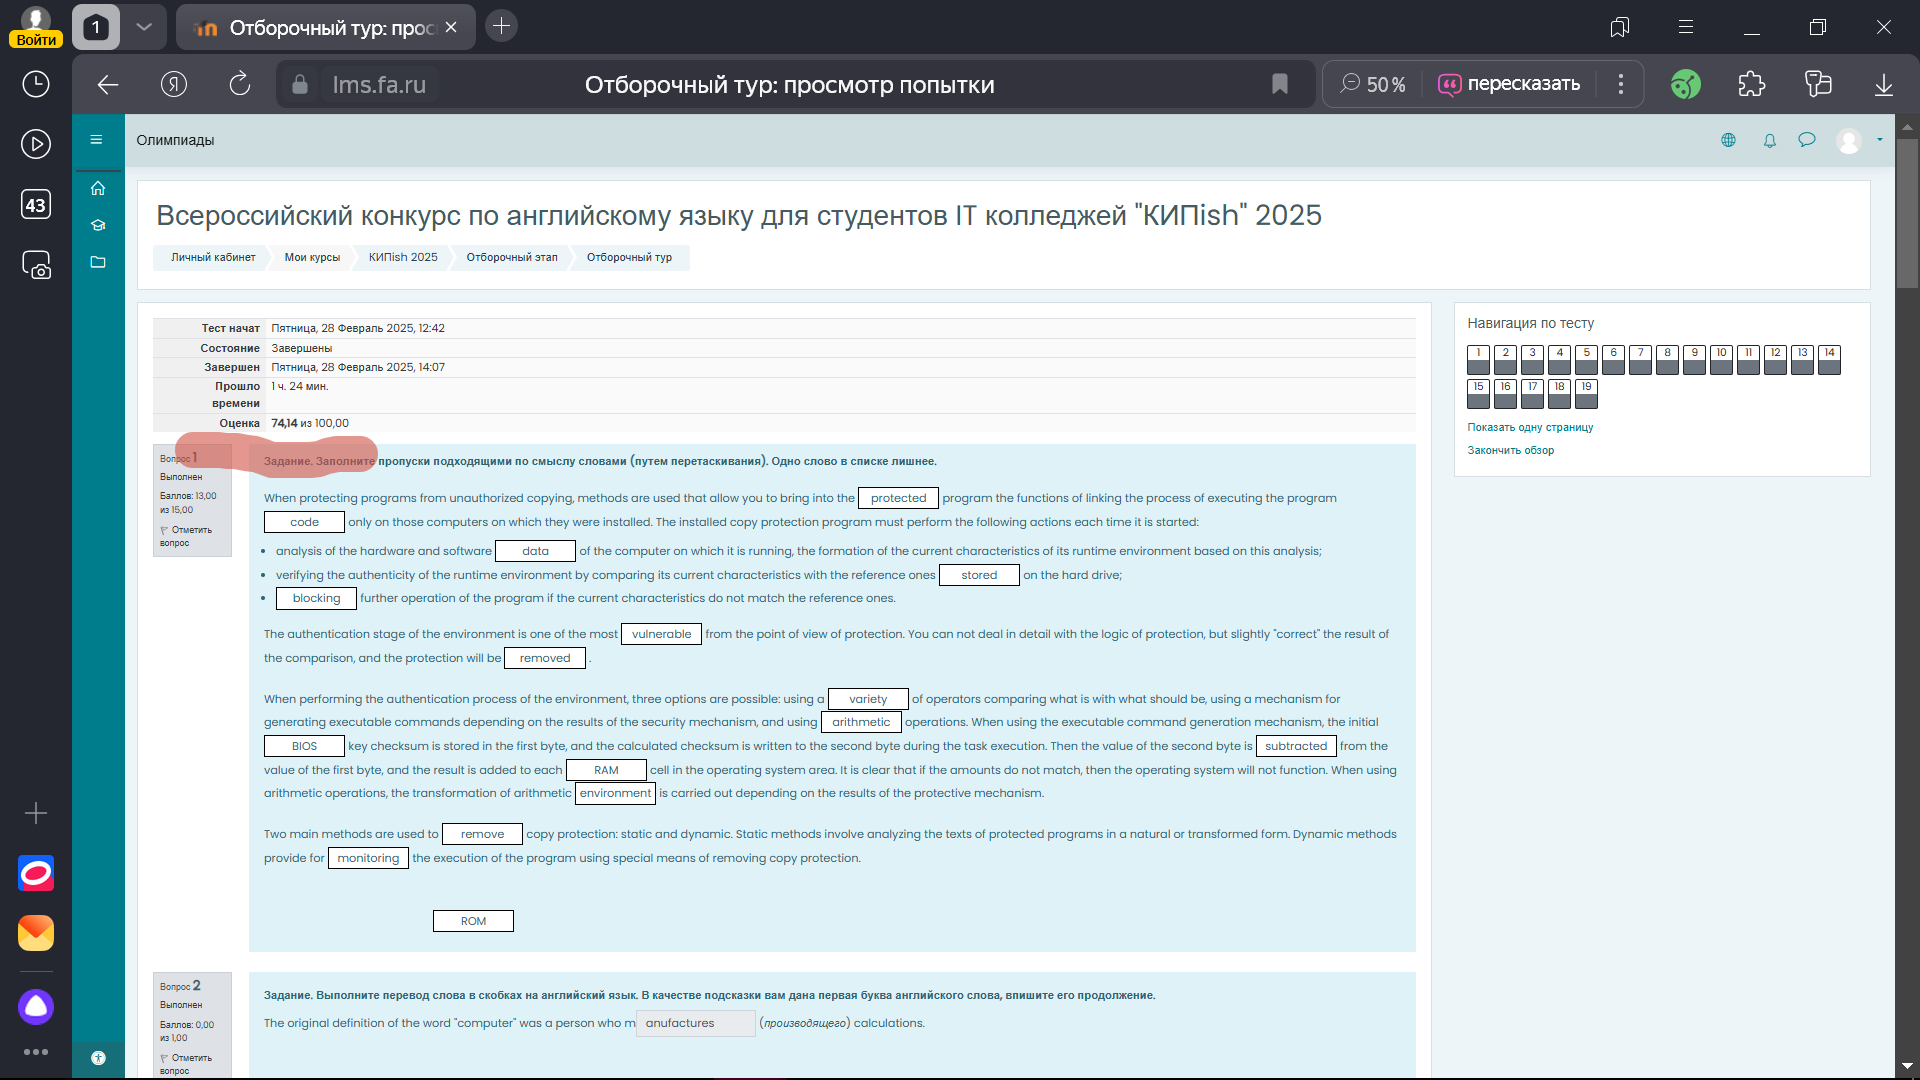 Войти
1
Отборочный тур: прос
lms.fa.ru
Отборочный тур: просмотр попытки
50 %
пересказать
43
Олимпиады
Всероссийский конкурс по английскому языку для студентов IT колледжей "КИПish" 2025
Личный кабинет
Мои курсы
КИПish 2025
Отборочный этап
Отборочный тур
Тест начат Пятница, 28 Февраль 2025, 12:42
Состояние Завершены
Завершен Пятница, 28 Февраль 2025, 14:07
Прошло времени 1 ч. 24 мин.
Оценка 74,14 из 100,00
Навигация по тесту
1 2 3 4 5 6 7 8 9 10 11 12 13 14
15 16 17 18 19
Показать одну страницу
Закончить обзор
Вопрос 1
Выполнен
Баллов: 13,00
из 15,00
Отметить
вопрос
Задание. Заполните пропуски подходящими по смыслу словами (путем перетаскивания). Одно слово в списке лишнее.
When protecting programs from unauthorized copying, methods are used that allow you to bring into the protected program the functions of linking the process of executing the program
code only on those computers on which they were installed. The installed copy protection program must perform the following actions each time it is started:
• analysis of the hardware and software data of the computer on which it is running, the formation of the current characteristics of its runtime environment based on this analysis;
• verifying the authenticity of the runtime environment by comparing its current characteristics with the reference ones stored on the hard drive;
• blocking further operation of the program if the current characteristics do not match the reference ones.
The authentication stage of the environment is one of the most vulnerable from the point of view of protection. You can not deal in detail with the logic of protection, but slightly "correct" the result of
the comparison, and the protection will be removed .
When performing the authentication process of the environment, three options are possible: using a variety of operators comparing what is with what should be, using a mechanism for
generating executable commands depending on the results of the security mechanism, and using arithmetic operations. When using the executable command generation mechanism, the initial
BIOS key checksum is stored in the first byte, and the calculated checksum is written to the second byte during the task execution. Then the value of the second byte is subtracted from the
value of the first byte, and the result is added to each RAM cell in the operating system area. It is clear that if the amounts do not match, then the operating system will not function. When using
arithmetic operations, the transformation of arithmetic environment is carried out depending on the results of the protective mechanism.
Two main methods are used to remove copy protection: static and dynamic. Static methods involve analyzing the texts of protected programs in a natural or transformed form. Dynamic methods
provide for monitoring the execution of the program using special means of removing copy protection.
ROM
Вопрос 2
Выполнен
Баллов: 0,00
из 1,00
Отметить
вопрос
Задание. Выполните перевод слова в скобках на английский язык. В качестве подсказки вам дана первая буква английского слова, впишите его продолжение.
The original definition of the word "computer" was a person who m anufactures (производящего) calculations.